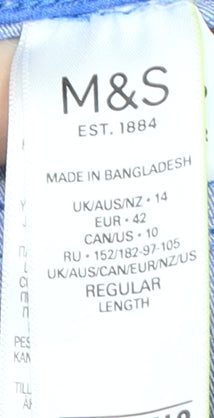 M&S
EST. 1884
MADE IN BANGLADESH
UK/AUS/NZ • 14
EUR • 42
CAN/US • 10
RU • 152/182-97-105
UK/AUS/CAN/EUR/NZ/US
REGULAR
LENGTH